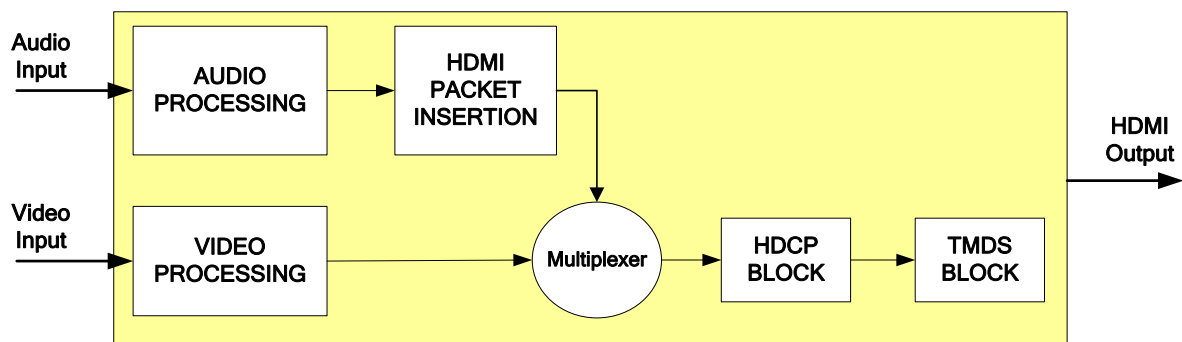 Audio
Input
AUDIO
PROCESSING
HDMI
PACKET
INSERTION
HDMI
Output
Video
Input
VIDEO
PROCESSING
Multiplexer
HDCP
BLOCK
TMDS
BLOCK